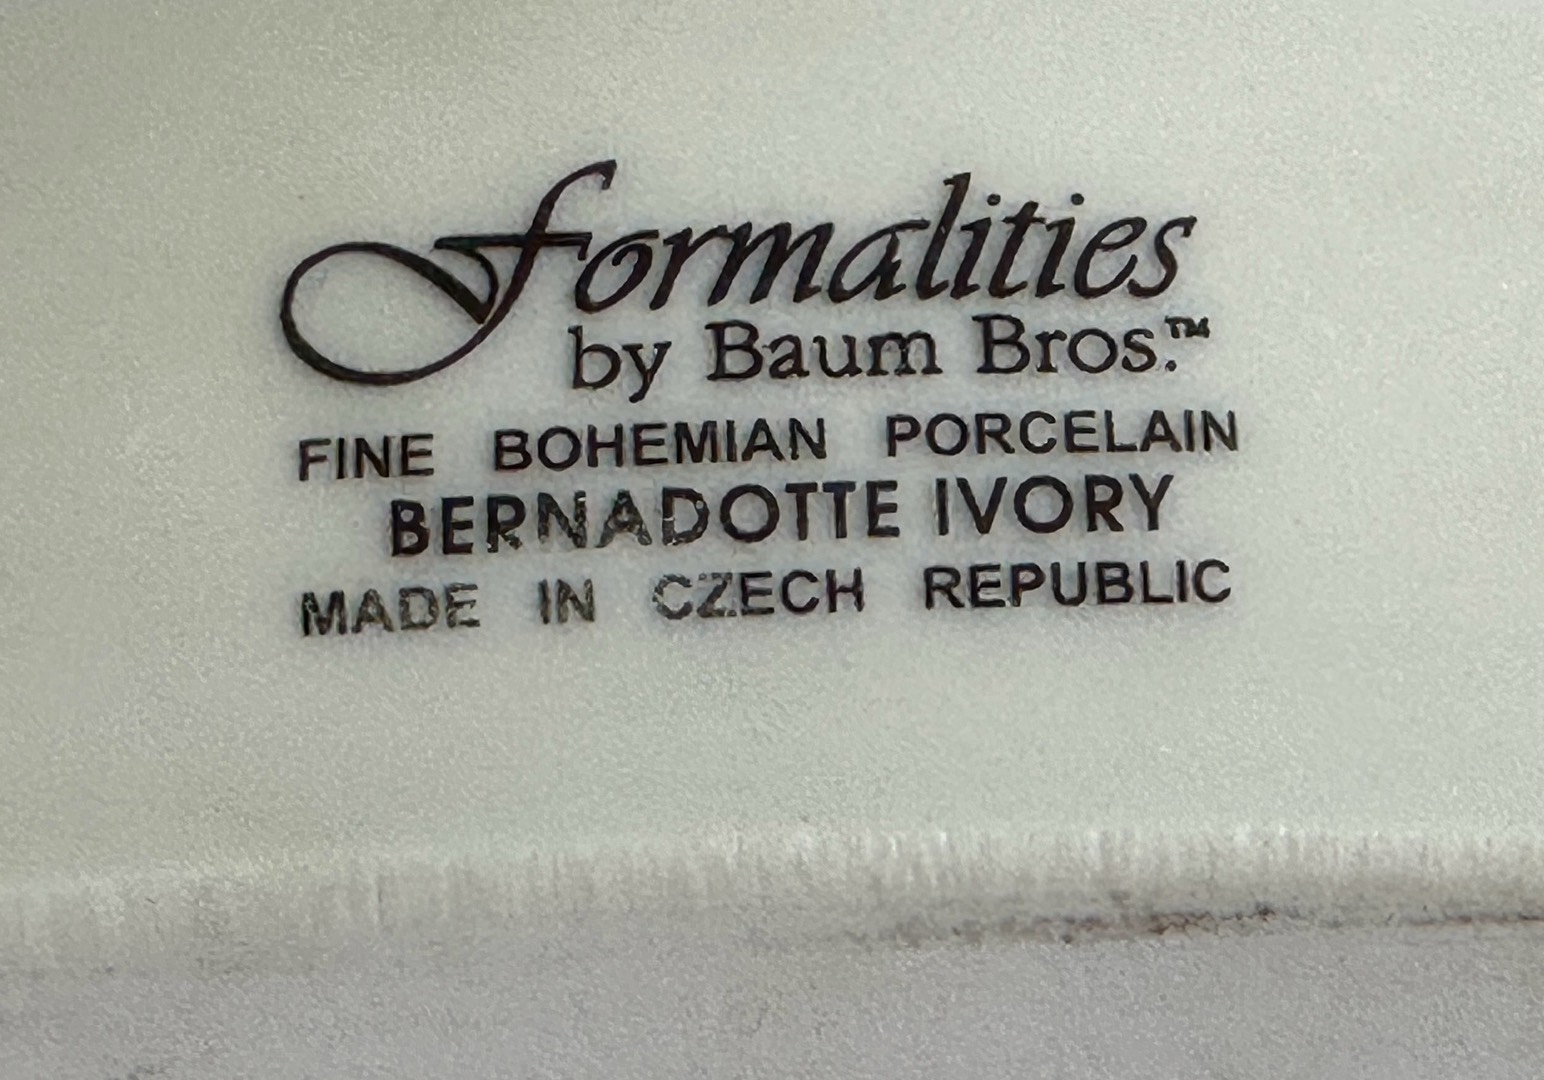 Formalities
by Baum Bros.™
FINE BOHEMIAN PORCELAIN
BERNADOTTE IVORY
MADE IN CZECH REPUBLIC